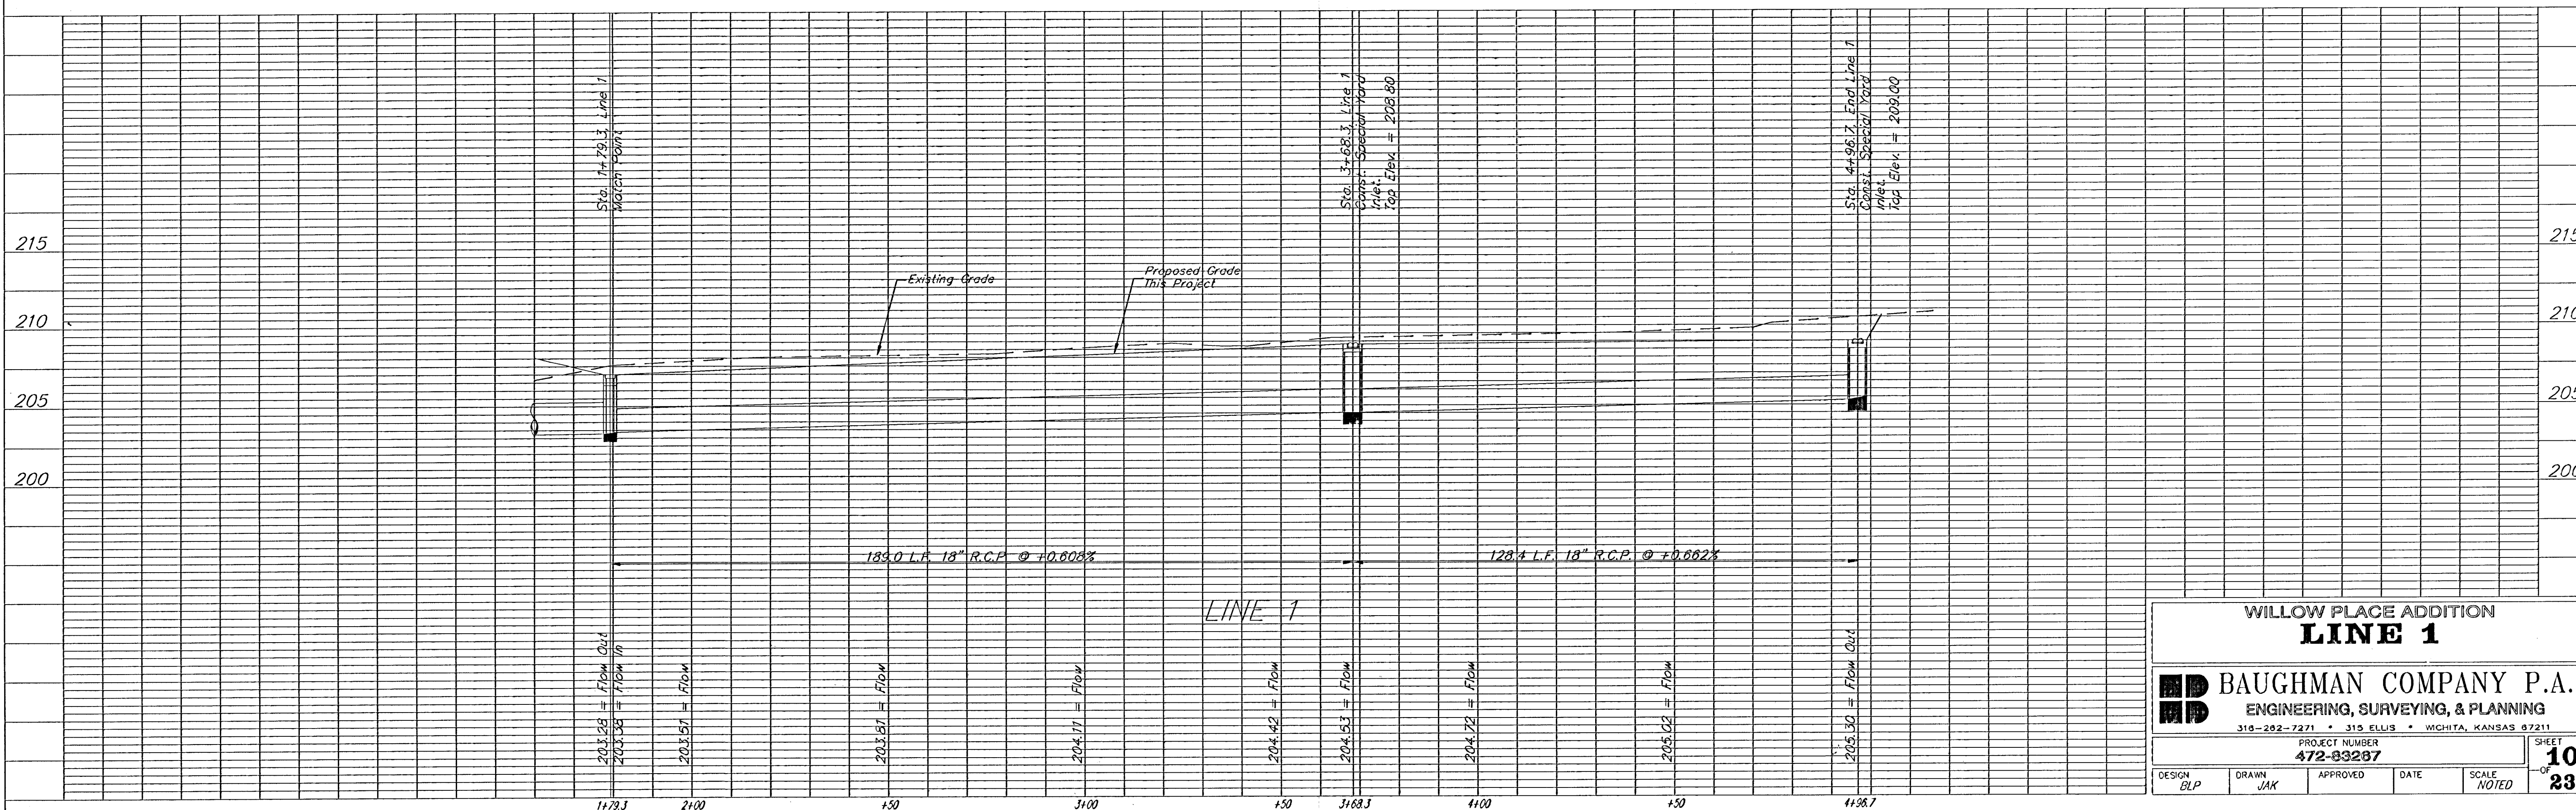 Sta. 1+79.3, Line 1
Match Point
Sta. 3+68.3, Line 1
Const. Special Yard
Inlet.
Top Elev. = 208.80
Sta. 4+96.7, End Line 1
Const. Special Yard
Inlet.
Top Elev. = 209.00
215
215
Existing Grade
Proposed Grade
This Project
210
210
205
205
200
200
189.0 L.F. 18" R.C.P. @ +0.608%
128.4 L.F. 18" R.C.P. @ +0.662%
LINE 1
203.28 = Flow Out
203.38 = Flow In
203.51 = Flow
203.81 = Flow
204.11 = Flow
204.42 = Flow
204.53 = Flow
204.72 = Flow
205.02 = Flow
205.30 = Flow Out
1+79.3
2+00
+50
3+00
+50
3+68.3
4+00
+50
4+96.7
WILLOW PLACE ADDITION
LINE 1
BAUGHMAN COMPANY P.A.
ENGINEERING, SURVEYING, & PLANNING
316-262-7271 * 315 ELLIS * WICHITA, KANSAS 67211
PROJECT NUMBER
472-83287
SHEET
10
OF
23
DESIGN
BLP
DRAWN
JAK
APPROVED
DATE
SCALE
NOTED